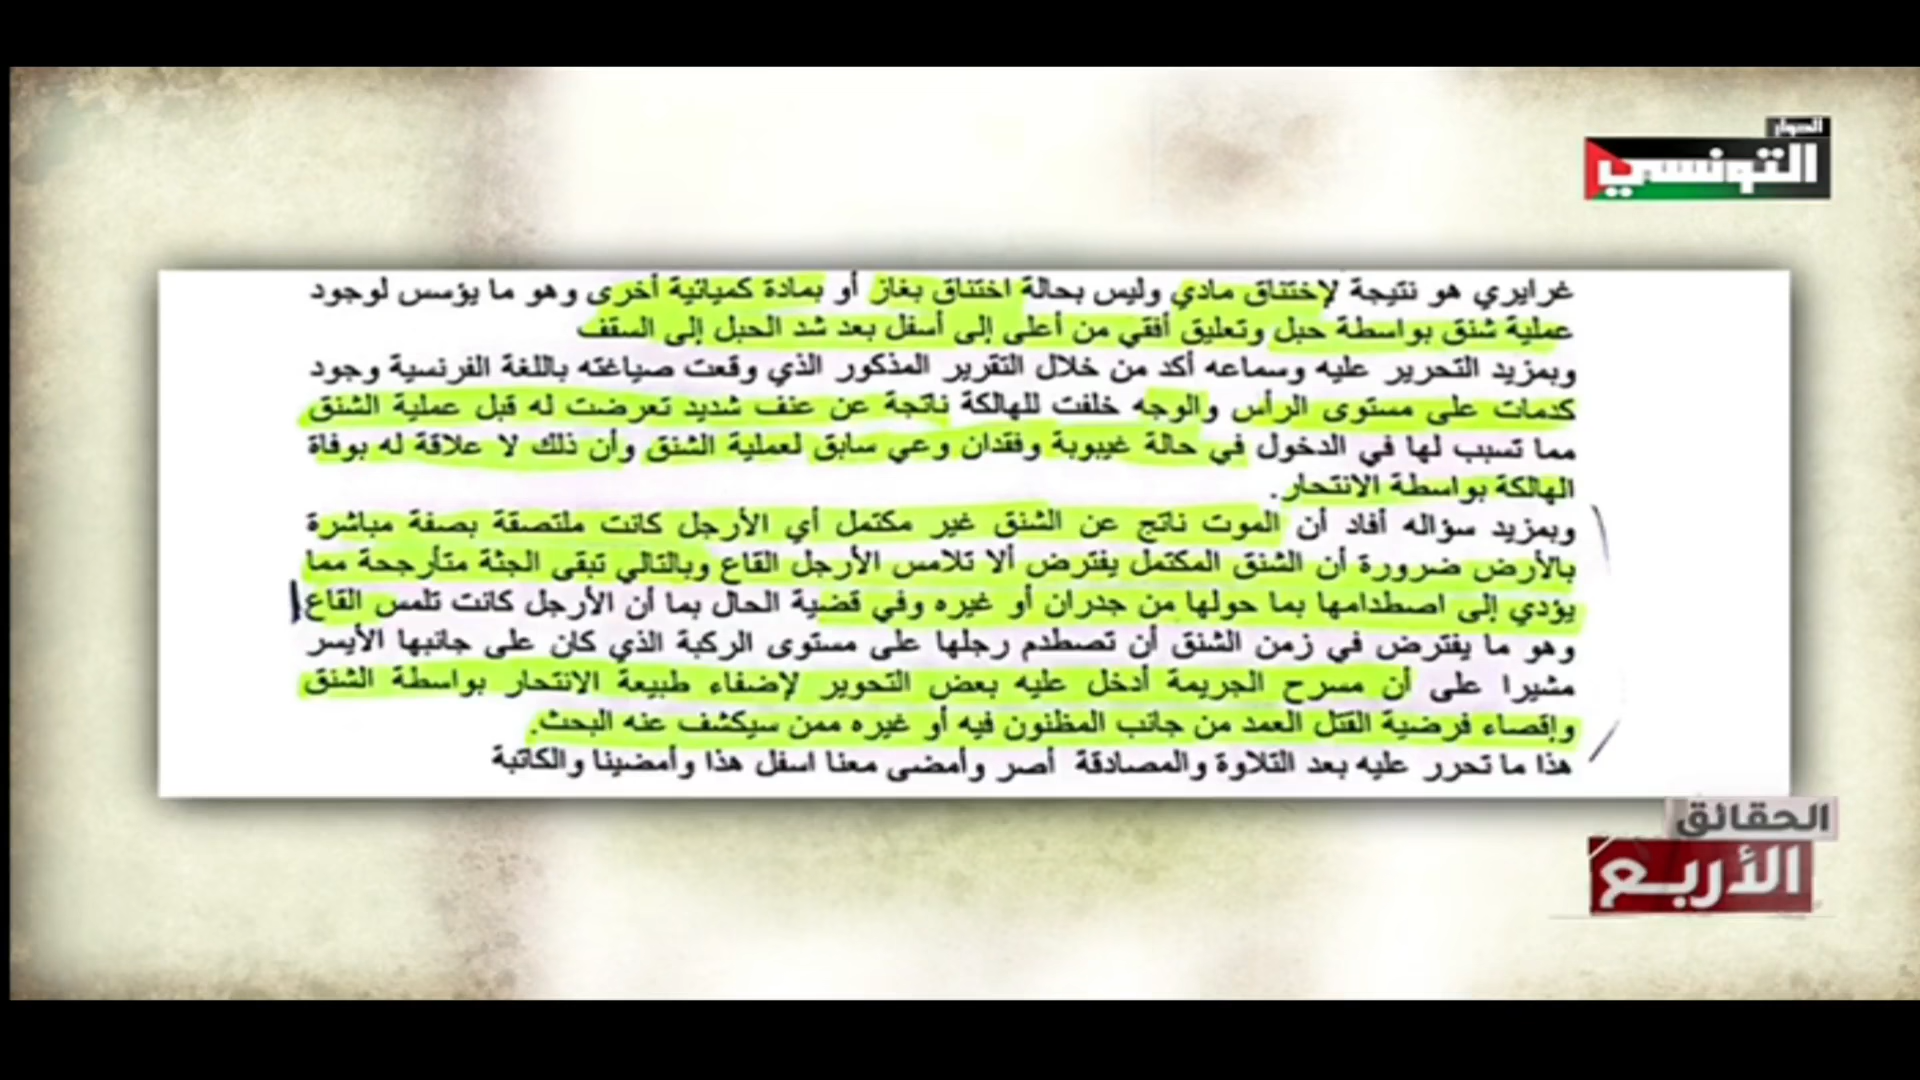 الحوار
التونسي
غرايري هو نتيجة لإختناق مادي وليس بحالة اختناق بغاز أو بمادة كميائية أخرى وهو ما يؤسس لوجود
عملية شنق بواسطة حبل وتعليق أفقي من أعلى إلى أسفل بعد شد الحبل إلى السقف
وبمزيد التحرير عليه وسماعه أكد من خلال التقرير المذكور الذي وقعت صياغته باللغة الفرنسية وجود
كدمات على مستوى الرأس والوجه خلفت للهالكة ناتجة عن عنف شديد تعرضت له قبل عملية الشنق
مما تسبب لها في الدخول في حالة غيبوبة وفقدان وعي سابق لعملية الشنق وأن ذلك لا علاقة له بوفاة
الهالكة بواسطة الانتحار.
وبمزيد سؤاله أفاد أن الموت ناتج عن الشنق غير مكتمل أي الأرجل كانت ملتصقة بصفة مباشرة
بالأرض ضرورة أن الشنق المكتمل يفترض ألا تلامس الأرجل القاع وبالتالي تبقى الجثة متأرجحة مما
يؤدي إلى اصطدامها بما حولها من جدران أو غيره وفي قضية الحال بما أن الأرجل كانت تلمس القاع
وهو ما يفترض في زمن الشنق أن تصطدم رجلها على مستوى الركبة الذي كان على جانبها الأيسر
مشيرا على أن مسرح الجريمة أدخل عليه بعض التحوير لإضفاء طبيعة الانتحار بواسطة الشنق
وإقصاء فرضية القتل العمد من جانب المظنون فيه أو غيره ممن سيكشف عنه البحث.
هذا ما تحرر عليه بعد التلاوة والمصادقة أصر وأمضى معنا اسفل هذا وأمضينا والكاتبة
الحقائق
الأربع